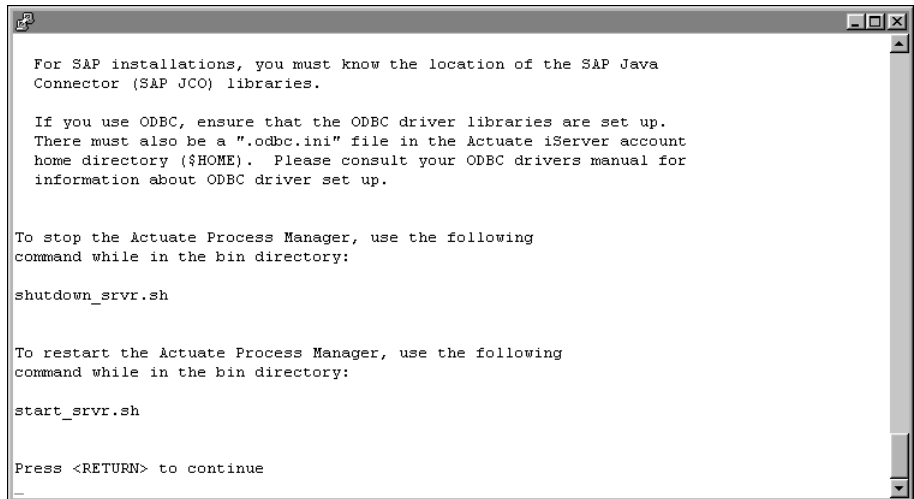 For SAP installations, you must know the location of the SAP Java
Connector (SAP JCO) libraries.
If you use ODBC, ensure that the ODBC driver libraries are set up.
There must also be a ".odbc.ini" file in the Actuate iServer account
home directory ($HOME).  Please consult your ODBC drivers manual for
information about ODBC driver set up.
To stop the Actuate Process Manager, use the following
command while in the bin directory:
shutdown_srvr.sh
To restart the Actuate Process Manager, use the following
command while in the bin directory:
start_srvr.sh
Press <RETURN> to continue